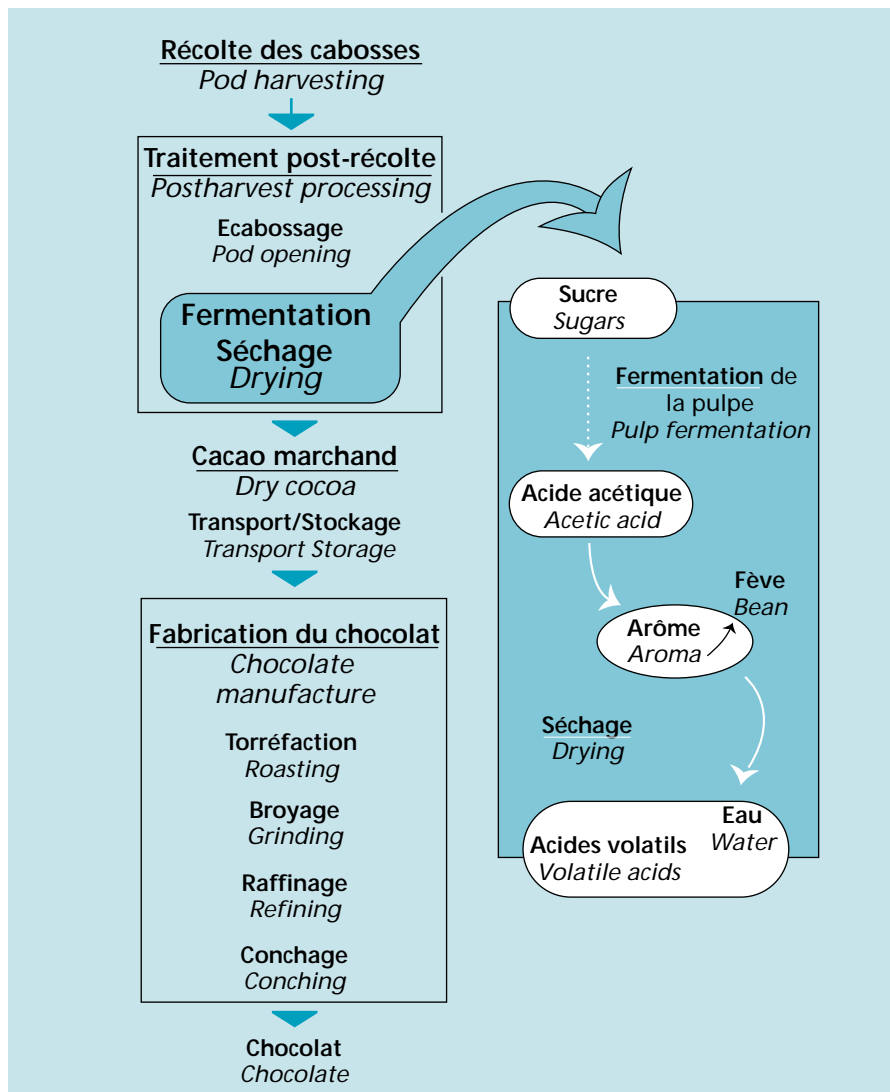 Récolte des cabosses
Pod harvesting
Traitement post-récolte
Postharvest processing
Ecabossage
Pod opening
Fermentation
Séchage
Drying
Cacao marchand
Dry cocoa
Transport/Stockage
Transport Storage
Fabrication du chocolat
Chocolate
manufacture
Torréfaction
Roasting
Broyage
Grinding
Raffinage
Refining
Conchage
Conching
Chocolat
Chocolate
Sucre
Sugars
Fermentation de
la pulpe
Pulp fermentation
Acide acétique
Acetic acid
Fève
Bean
Arôme
Aroma
Séchage
Drying
Eau
Water
Acides volatils
Volatile acids